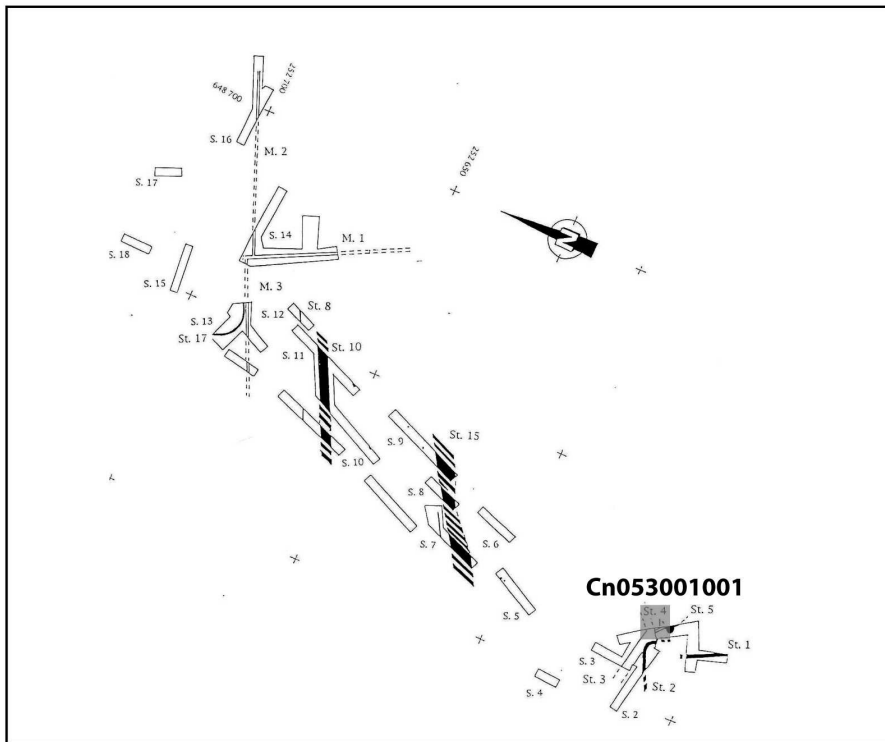 252 700
648 700
S. 16
M. 2
252 650
S. 17
S. 14
M. 1
N
S. 18
S. 15
M. 3
St. 8
S. 13
S. 12
St. 17
S. 11
St. 10
S. 9
St. 15
S. 10
S. 8
S. 7
S. 6
S. 5
Cn053001001
St. 4
St. 5
St. 1
S. 3
St. 3
S. 4
St. 2
S. 2